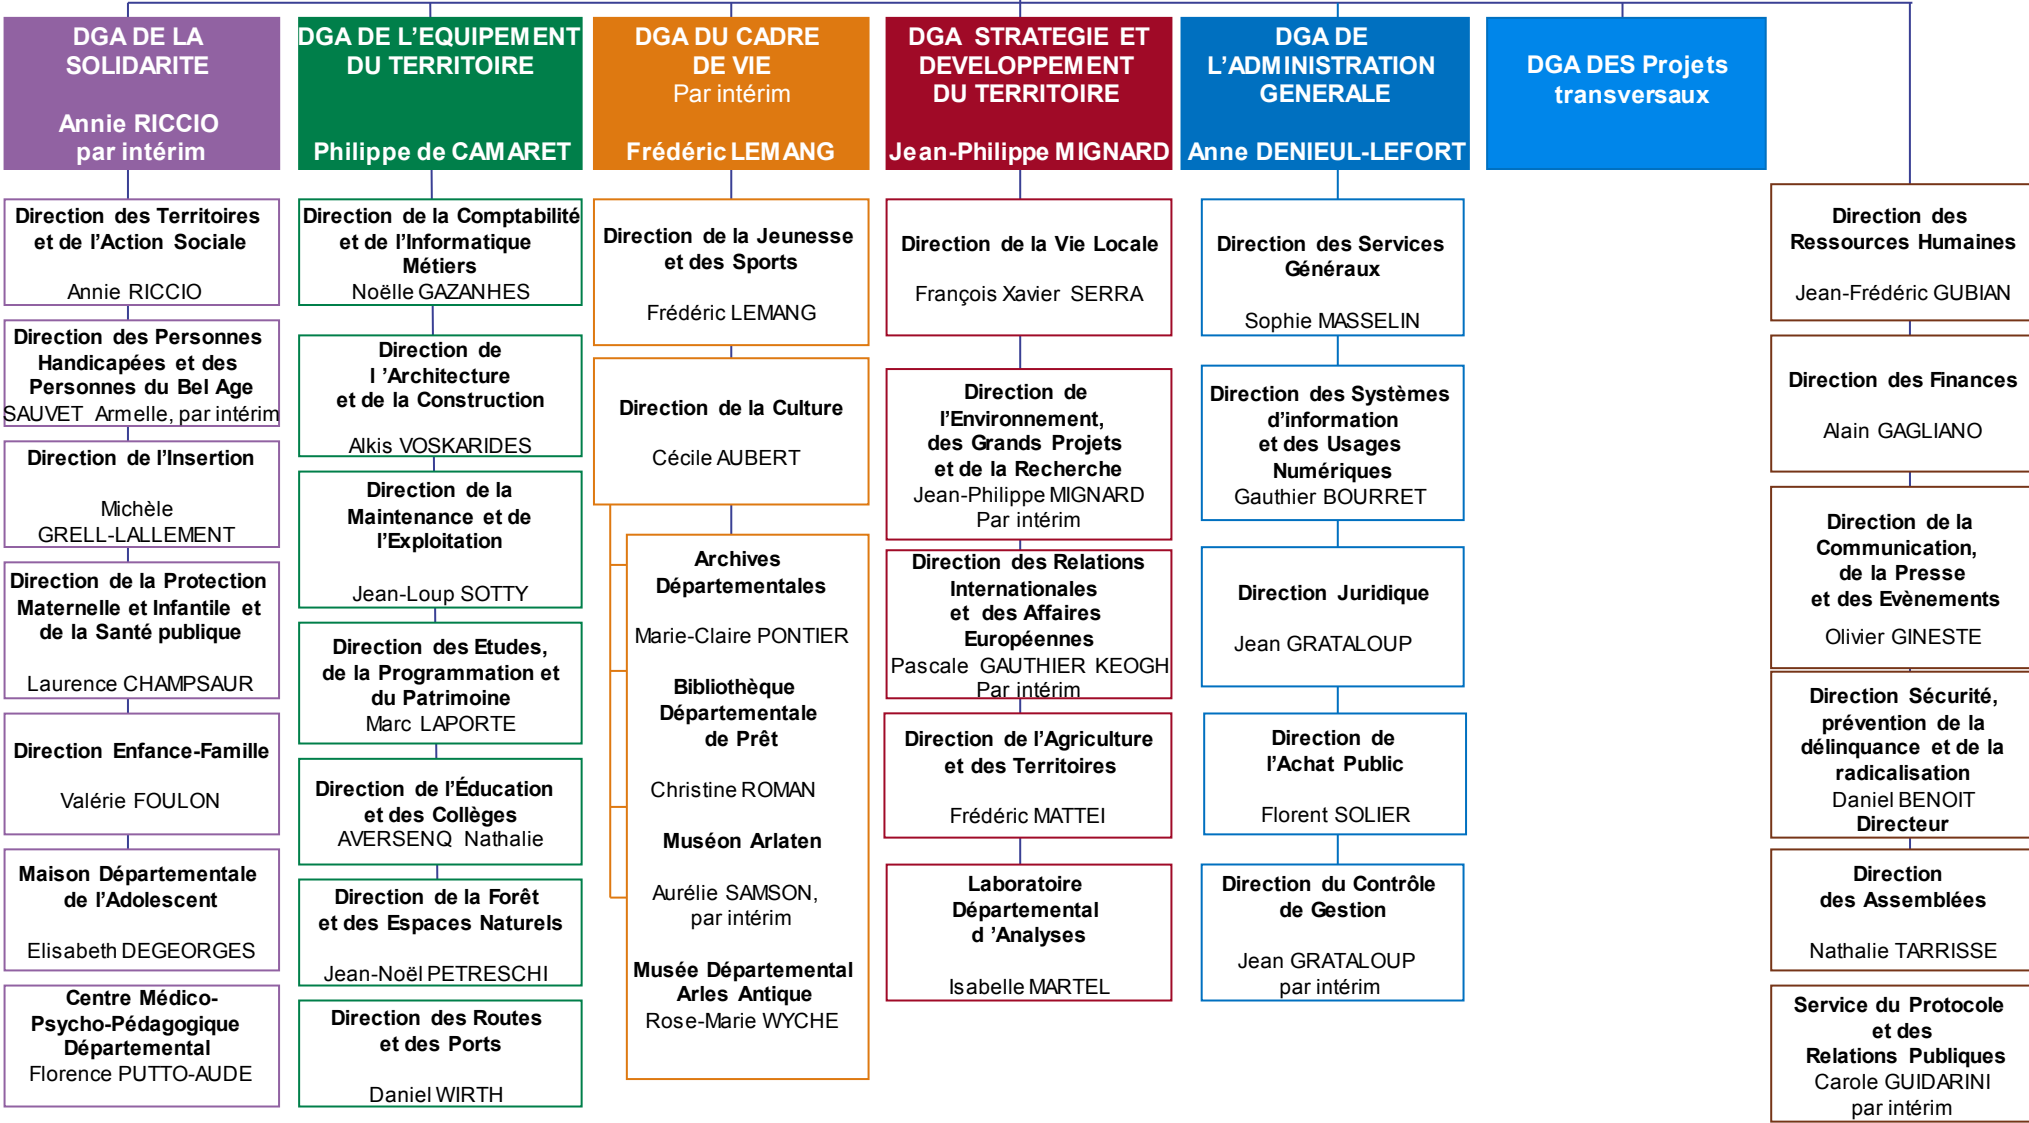 DGA DE LA
SOLIDARITE
Annie RICCIO
par intérim
Direction des Territoires
et de l'Action Sociale
Annie RICCIO
Direction des Personnes
Handicapées et des
Personnes du Bel Age
SAUVET Armelle, par intérim
Direction de l'Insertion
Michèle
GRELL-LALLEMENT
Direction de la Protection
Maternelle et Infantile et
de la Santé publique
Laurence CHAMPSAUR
Direction Enfance-Famille
Valérie FOULON
Maison Départementale
de l'Adolescent
Elisabeth DEGEORGES
Centre Médico-
Psycho-Pédagogique
Départemental
Florence PUTTO-AUDE
DGA DE L'EQUIPEMENT
DU TERRITOIRE
Philippe de CAMARET
Direction de la Comptabilité
et de l'Informatique
Métiers
Noëlle GAZANHES
Direction de
l 'Architecture
et de la Construction
Alkis VOSKARIDES
Direction de la
Maintenance et de
l'Exploitation
Jean-Loup SOTTY
Direction des Etudes,
de la Programmation et
du Patrimoine
Marc LAPORTE
Direction de l'Éducation
et des Collèges
AVERSENQ Nathalie
Direction de la Forêt
et des Espaces Naturels
Jean-Noël PETRESCHI
Direction des Routes
et des Ports
Daniel WIRTH
DGA DU CADRE
DE VIE
Par intérim
Frédéric LEMANG
Direction de la Jeunesse
et des Sports
Frédéric LEMANG
Direction de la Culture
Cécile AUBERT
Archives
Départementales
Marie-Claire PONTIER
Bibliothèque
Départementale
de Prêt
Christine ROMAN
Muséon Arlaten
Aurélie SAMSON,
par intérim
Musée Départemental
Arles Antique
Rose-Marie WYCHE
DGA STRATEGIE ET
DEVELOPPEMENT
DU TERRITOIRE
Jean-Philippe MIGNARD
Direction de la Vie Locale
François Xavier SERRA
Direction de
l'Environnement,
des Grands Projets
et de la Recherche
Jean-Philippe MIGNARD
Par intérim
Direction des Relations
Internationales
et des Affaires
Européennes
Pascale GAUTHIER KEOGH
Par intérim
Direction de l'Agriculture
et des Territoires
Frédéric MATTEI
Laboratoire
Départemental
d 'Analyses
Isabelle MARTEL
DGA DE
L'ADMINISTRATION
GENERALE
Anne DENIEUL-LEFORT
Direction des Services
Généraux
Sophie MASSELIN
Direction des Systèmes
d'information
et des Usages
Numériques
Gauthier BOURRET
Direction Juridique
Jean GRATALOUP
Direction de
l'Achat Public
Florent SOLIER
Direction du Contrôle
de Gestion
Jean GRATALOUP
par intérim
DGA DES Projets
transversaux
Direction des
Ressources Humaines
Jean-Frédéric GUBIAN
Direction des Finances
Alain GAGLIANO
Direction de la
Communication,
de la Presse
et des Evènements
Olivier GINESTE
Direction Sécurité,
prévention de la
délinquance et de la
radicalisation
Daniel BENOIT
Directeur
Direction
des Assemblées
Nathalie TARRISSE
Service du Protocole
et des
Relations Publiques
Carole GUIDARINI
par intérim